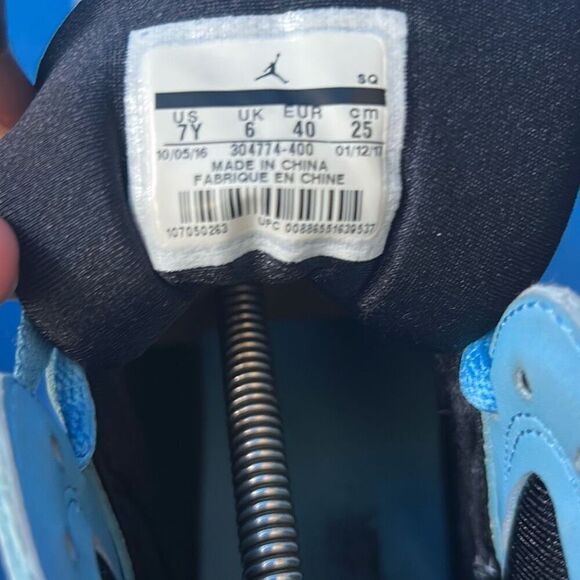 SQ
US UK EUR cm
7Y 6 40 25
10/05/16 304774-400 01/12/17
MADE IN CHINA
FABRIQUE EN CHINE
107050263 UPC 00886551639537